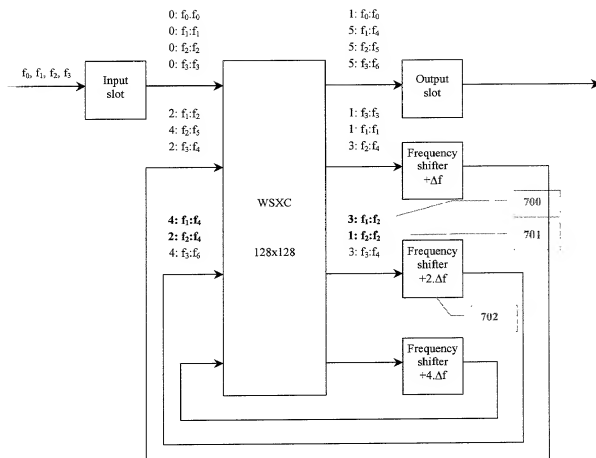 0: f₀.f₀
0: f₁:f₁
0: f₂:f₂
0: f₃:f₃
1: f₀:f₀
5: f₁:f₄
5: f₂:f₅
5: f₃:f₆
f₀, f₁, f₂, f₃
Input
slot
Output
slot
2: f₁:f₂
4: f₂:f₅
2: f₃:f₄
1: f₃:f₃
1· f₁:f₁
3: f₂:f₄
Frequency
shifter
+Δf
WSXC
128x128
700
701
4: f₁:f₄
2: f₂:f₄
4: f₃:f₆
3: f₁:f₂
1: f₂:f₂
3: f₃:f₄
Frequency
shifter
+2.Δf
702
Frequency
shifter
+4.Δf